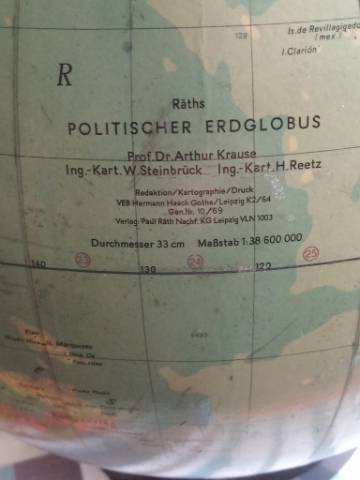 128
Is.de Revillagigedo
(mex.)
I.Clarión
R
Räths
POLITISCHER ERDGLOBUS
Prof.Dr.Arthur Krause
Ing.-Kart.W.Steinbrück Ing.-Kart.H.Reetz
Redaktion/Kartographie/Druck
VEB Hermann Haack Gotha/Leipzig K2/64
Gen.Nr. 10/69
Verlag: Paul Räth Nachf. KG Leipzig VLN 1003
Durchmesser 33 cm Maßstab 1:38 600 000
23 24 25
140 130 120